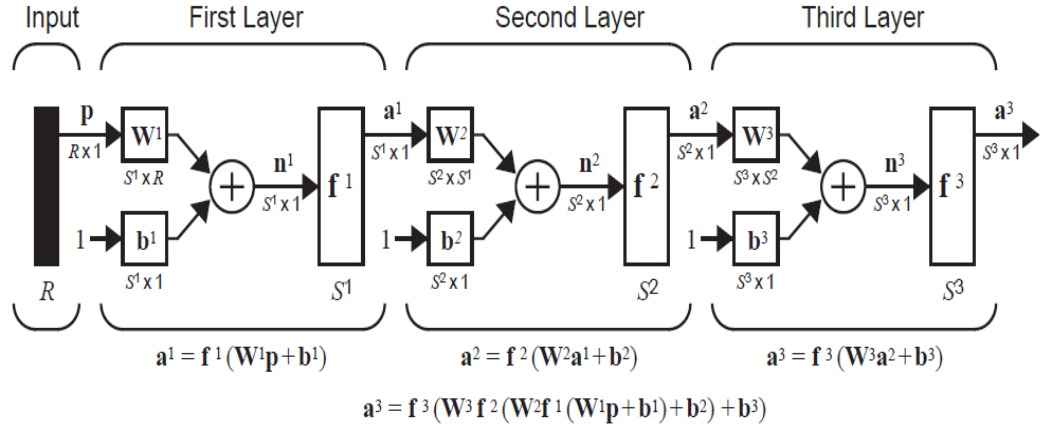 Input First Layer Second Layer Third Layer
p a¹ a² a³
W¹ W² W³
R x 1 S¹ x 1 S² x 1 S³ x 1
n¹ n² n³
S¹ x R S² x S¹ S³ x S²
+ f ¹ + f ² + f ³
S¹ x 1 S² x 1 S³ x 1
1 b¹ 1 b² 1 b³
S¹ x 1 S² x 1 S³ x 1
R S¹ S² S³
a¹ = f ¹ (W¹p + b¹) a² = f ² (W²a¹ + b²) a³ = f ³ (W³a² + b³)
a³ = f ³ (W³ f ² (W²f ¹ (W¹p + b¹) + b²) + b³)